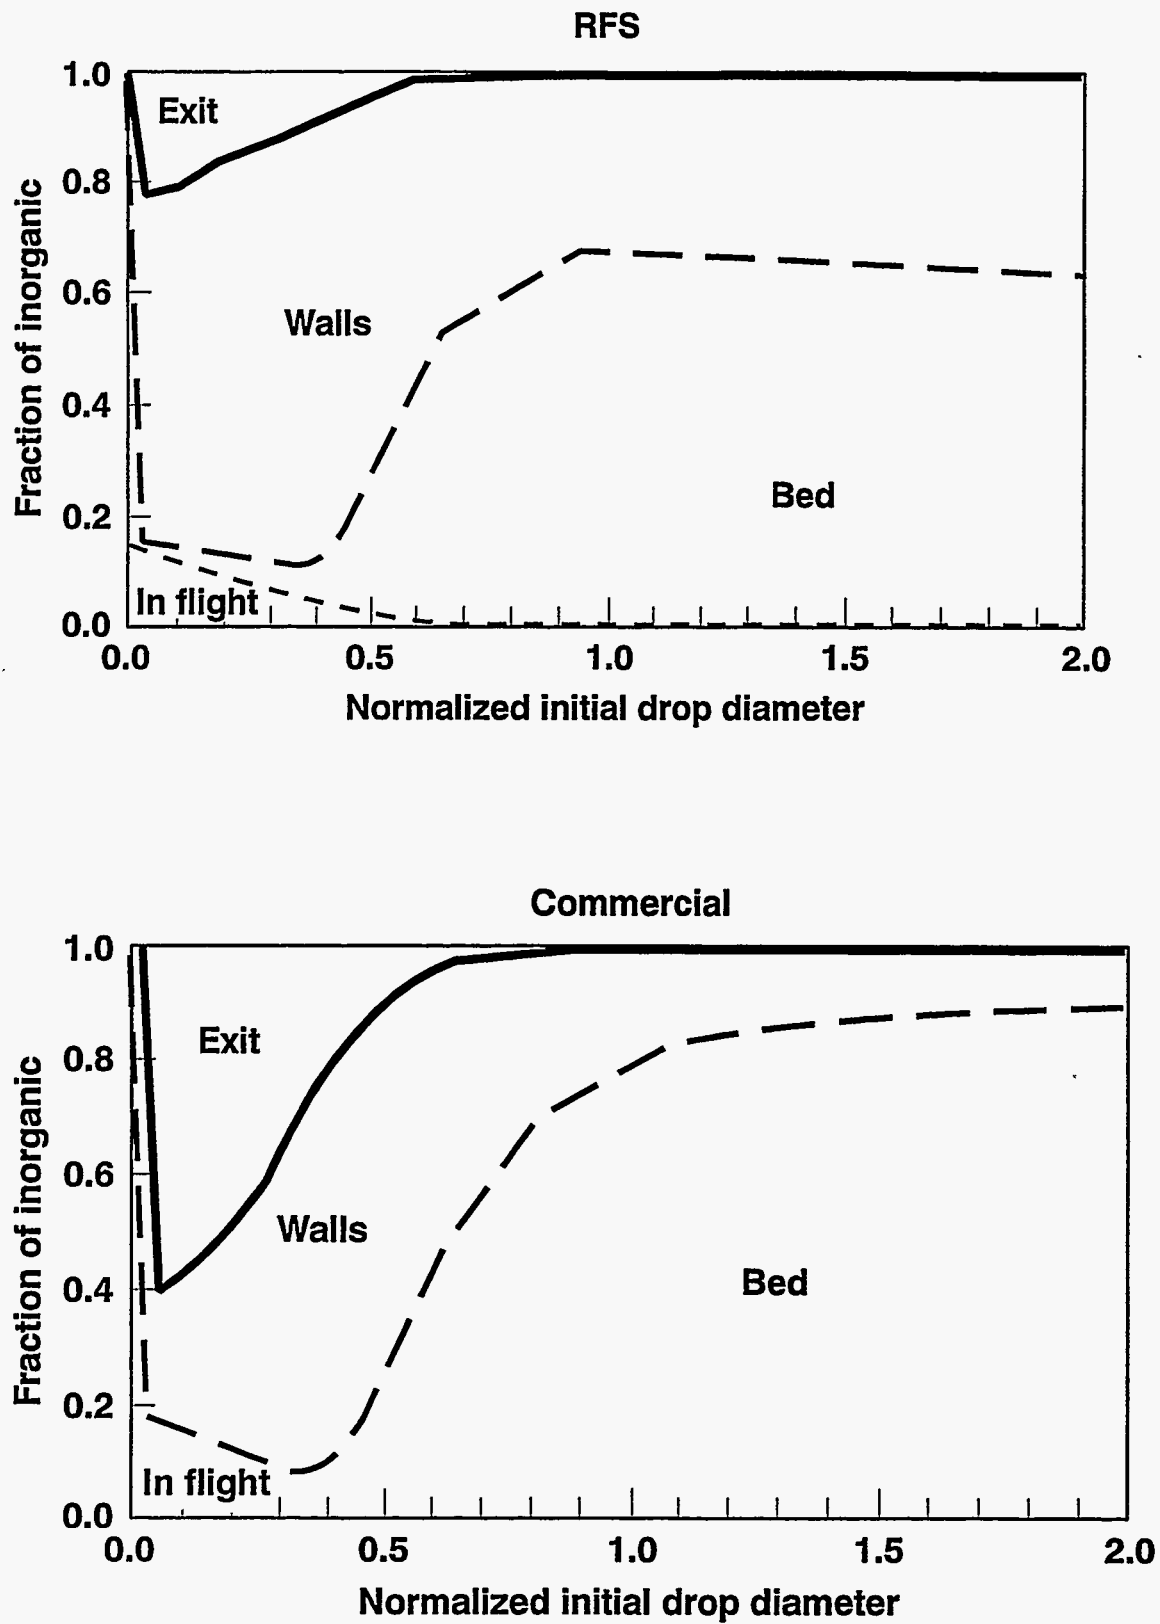 RFS
1.0
Exit
0.8
0.6
Walls
0.4
Bed
0.2
In flight
0.0
Fraction of inorganic
0.0 0.5 1.0 1.5 2.0
Normalized initial drop diameter
Commercial
1.0
Exit
0.8
0.6
Walls
Bed
0.4
0.2
In flight
0.0
Fraction of inorganic
0.0 0.5 1.0 1.5 2.0
Normalized initial drop diameter